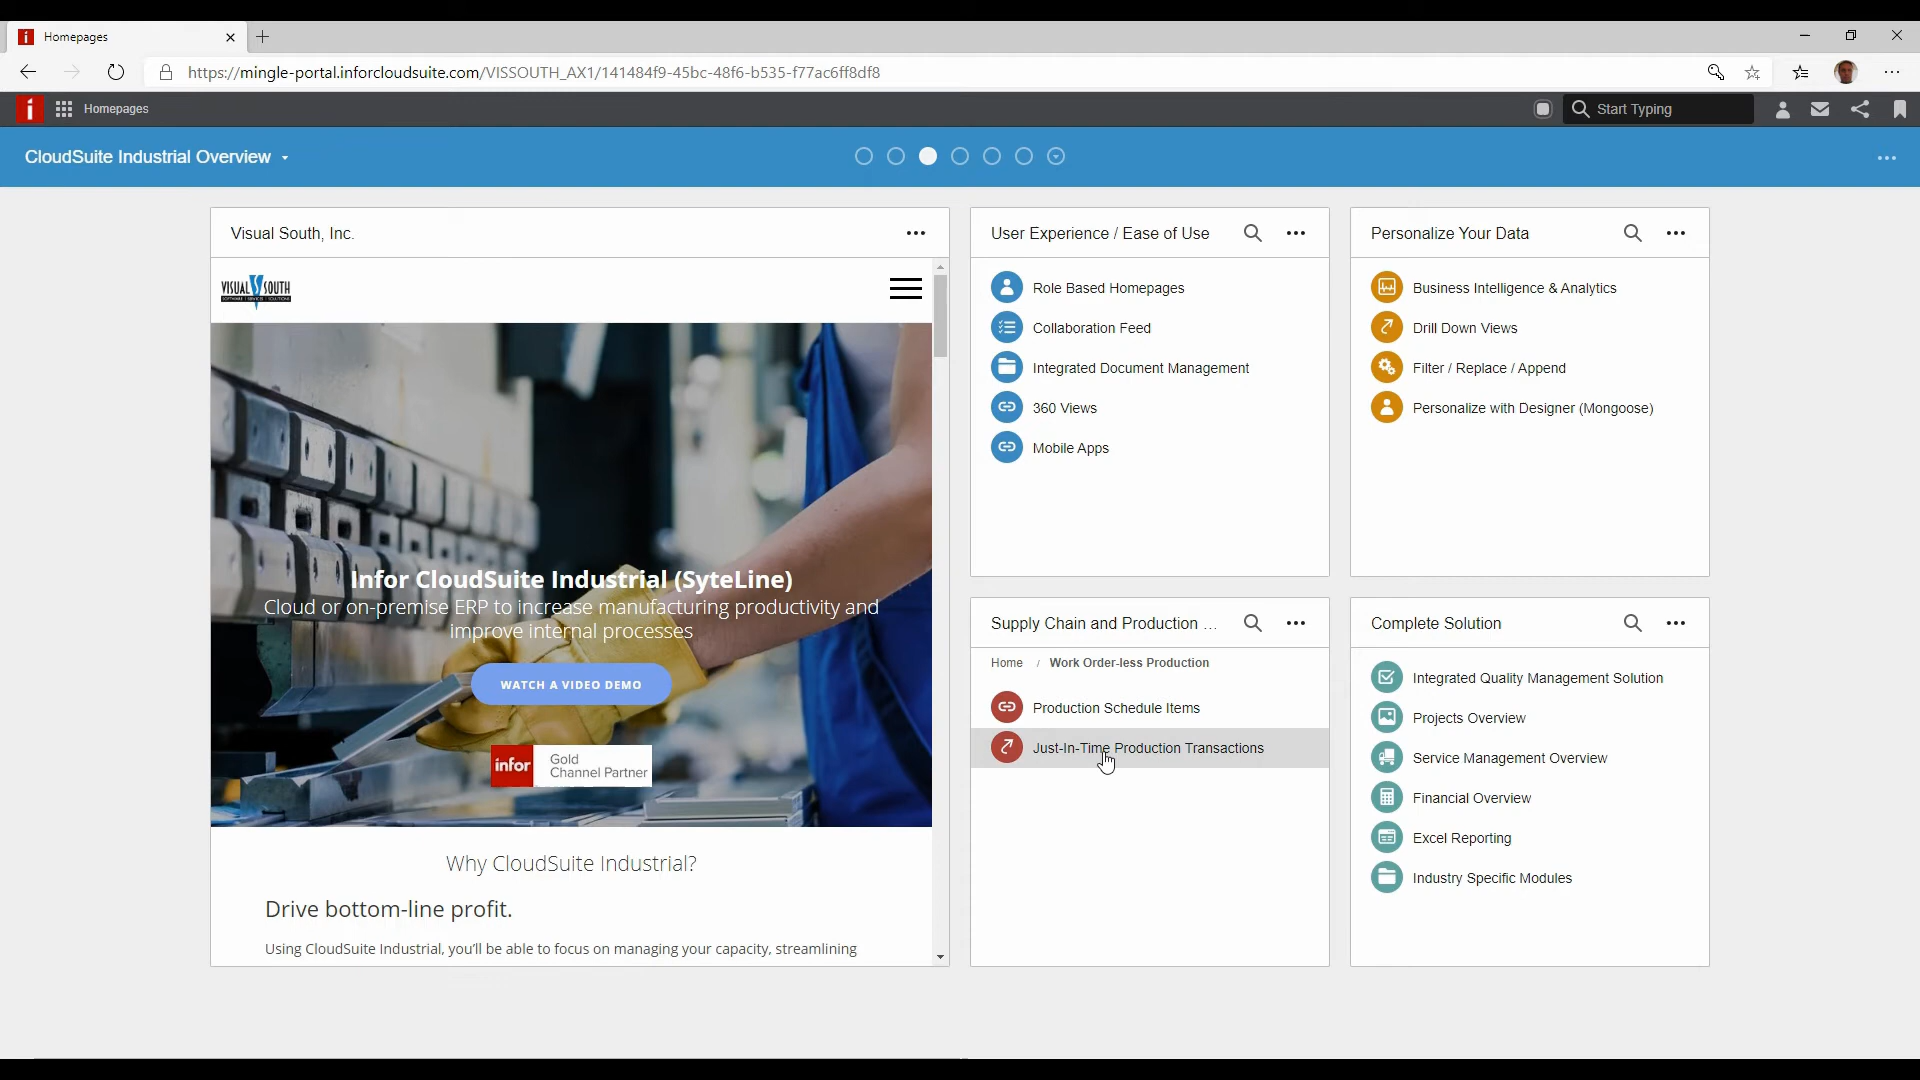 Homepages
https://mingle-portal.inforcloudsuite.com/VISSOUTH_AX1/141484f9-45bc-48f6-b535-f77ac6ff8df8
Homepages
Start Typing
CloudSuite Industrial Overview
Visual South, Inc.
VISUAL SOUTH
SOFTWARE | SERVICES | SOLUTIONS
Infor CloudSuite Industrial (SyteLine)
Cloud or on-premise ERP to increase manufacturing productivity and
improve internal processes
WATCH A VIDEO DEMO
infor
Gold
Channel Partner
Why CloudSuite Industrial?
Drive bottom-line profit.
Using CloudSuite Industrial, you'll be able to focus on managing your capacity, streamlining
User Experience / Ease of Use
Role Based Homepages
Collaboration Feed
Integrated Document Management
360 Views
Mobile Apps
Personalize Your Data
Business Intelligence & Analytics
Drill Down Views
Filter / Replace / Append
Personalize with Designer (Mongoose)
Supply Chain and Production ...
Home / Work Order-less Production
Production Schedule Items
Just-In-Time Production Transactions
Complete Solution
Integrated Quality Management Solution
Projects Overview
Service Management Overview
Financial Overview
Excel Reporting
Industry Specific Modules